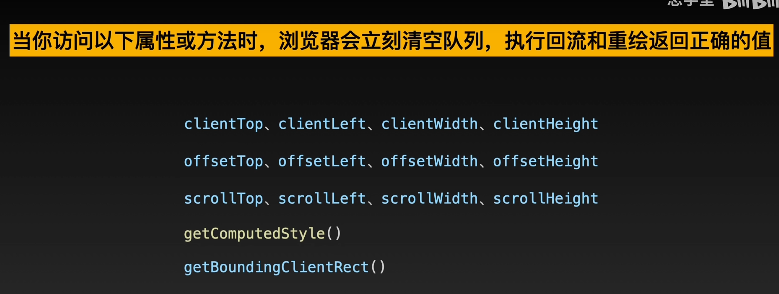 当你访问以下属性或方法时，浏览器会立刻清空队列，执行回流和重绘返回正确的值
clientTop、clientLeft、clientWidth、clientHeight
offsetTop、offsetLeft、offsetWidth、offsetHeight
scrollTop、scrollLeft、scrollWidth、scrollHeight
getComputedStyle()
getBoundingClientRect()